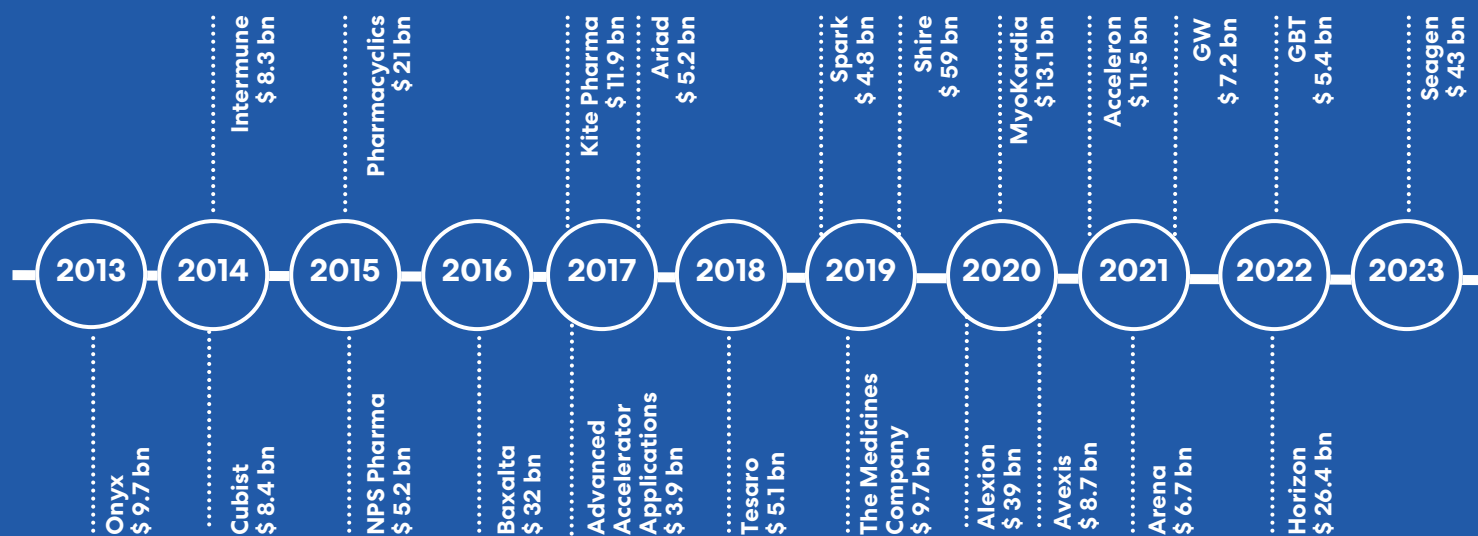 Intermune
$ 8.3 bn
Pharmacyclics
$ 21 bn
Kite Pharma
$ 11.9 bn
Ariad
$ 5.2 bn
Spark
$ 4.8 bn
Shire
$ 59 bn
MyoKardia
$ 13.1 bn
Acceleron
$ 11.5 bn
GW
$ 7.2 bn
GBT
$ 5.4 bn
Seagen
$ 43 bn
2013
2014
2015
2016
2017
2018
2019
2020
2021
2022
2023
Onyx
$ 9.7 bn
Cubist
$ 8.4 bn
NPS Pharma
$ 5.2 bn
Baxalta
$ 32 bn
Advanced
Accelerator
Applications
$ 3.9 bn
Tesaro
$ 5.1 bn
The Medicines
Company
$ 9.7 bn
Alexion
$ 39 bn
Avexis
$ 8.7 bn
Arena
$ 6.7 bn
Horizon
$ 26.4 bn